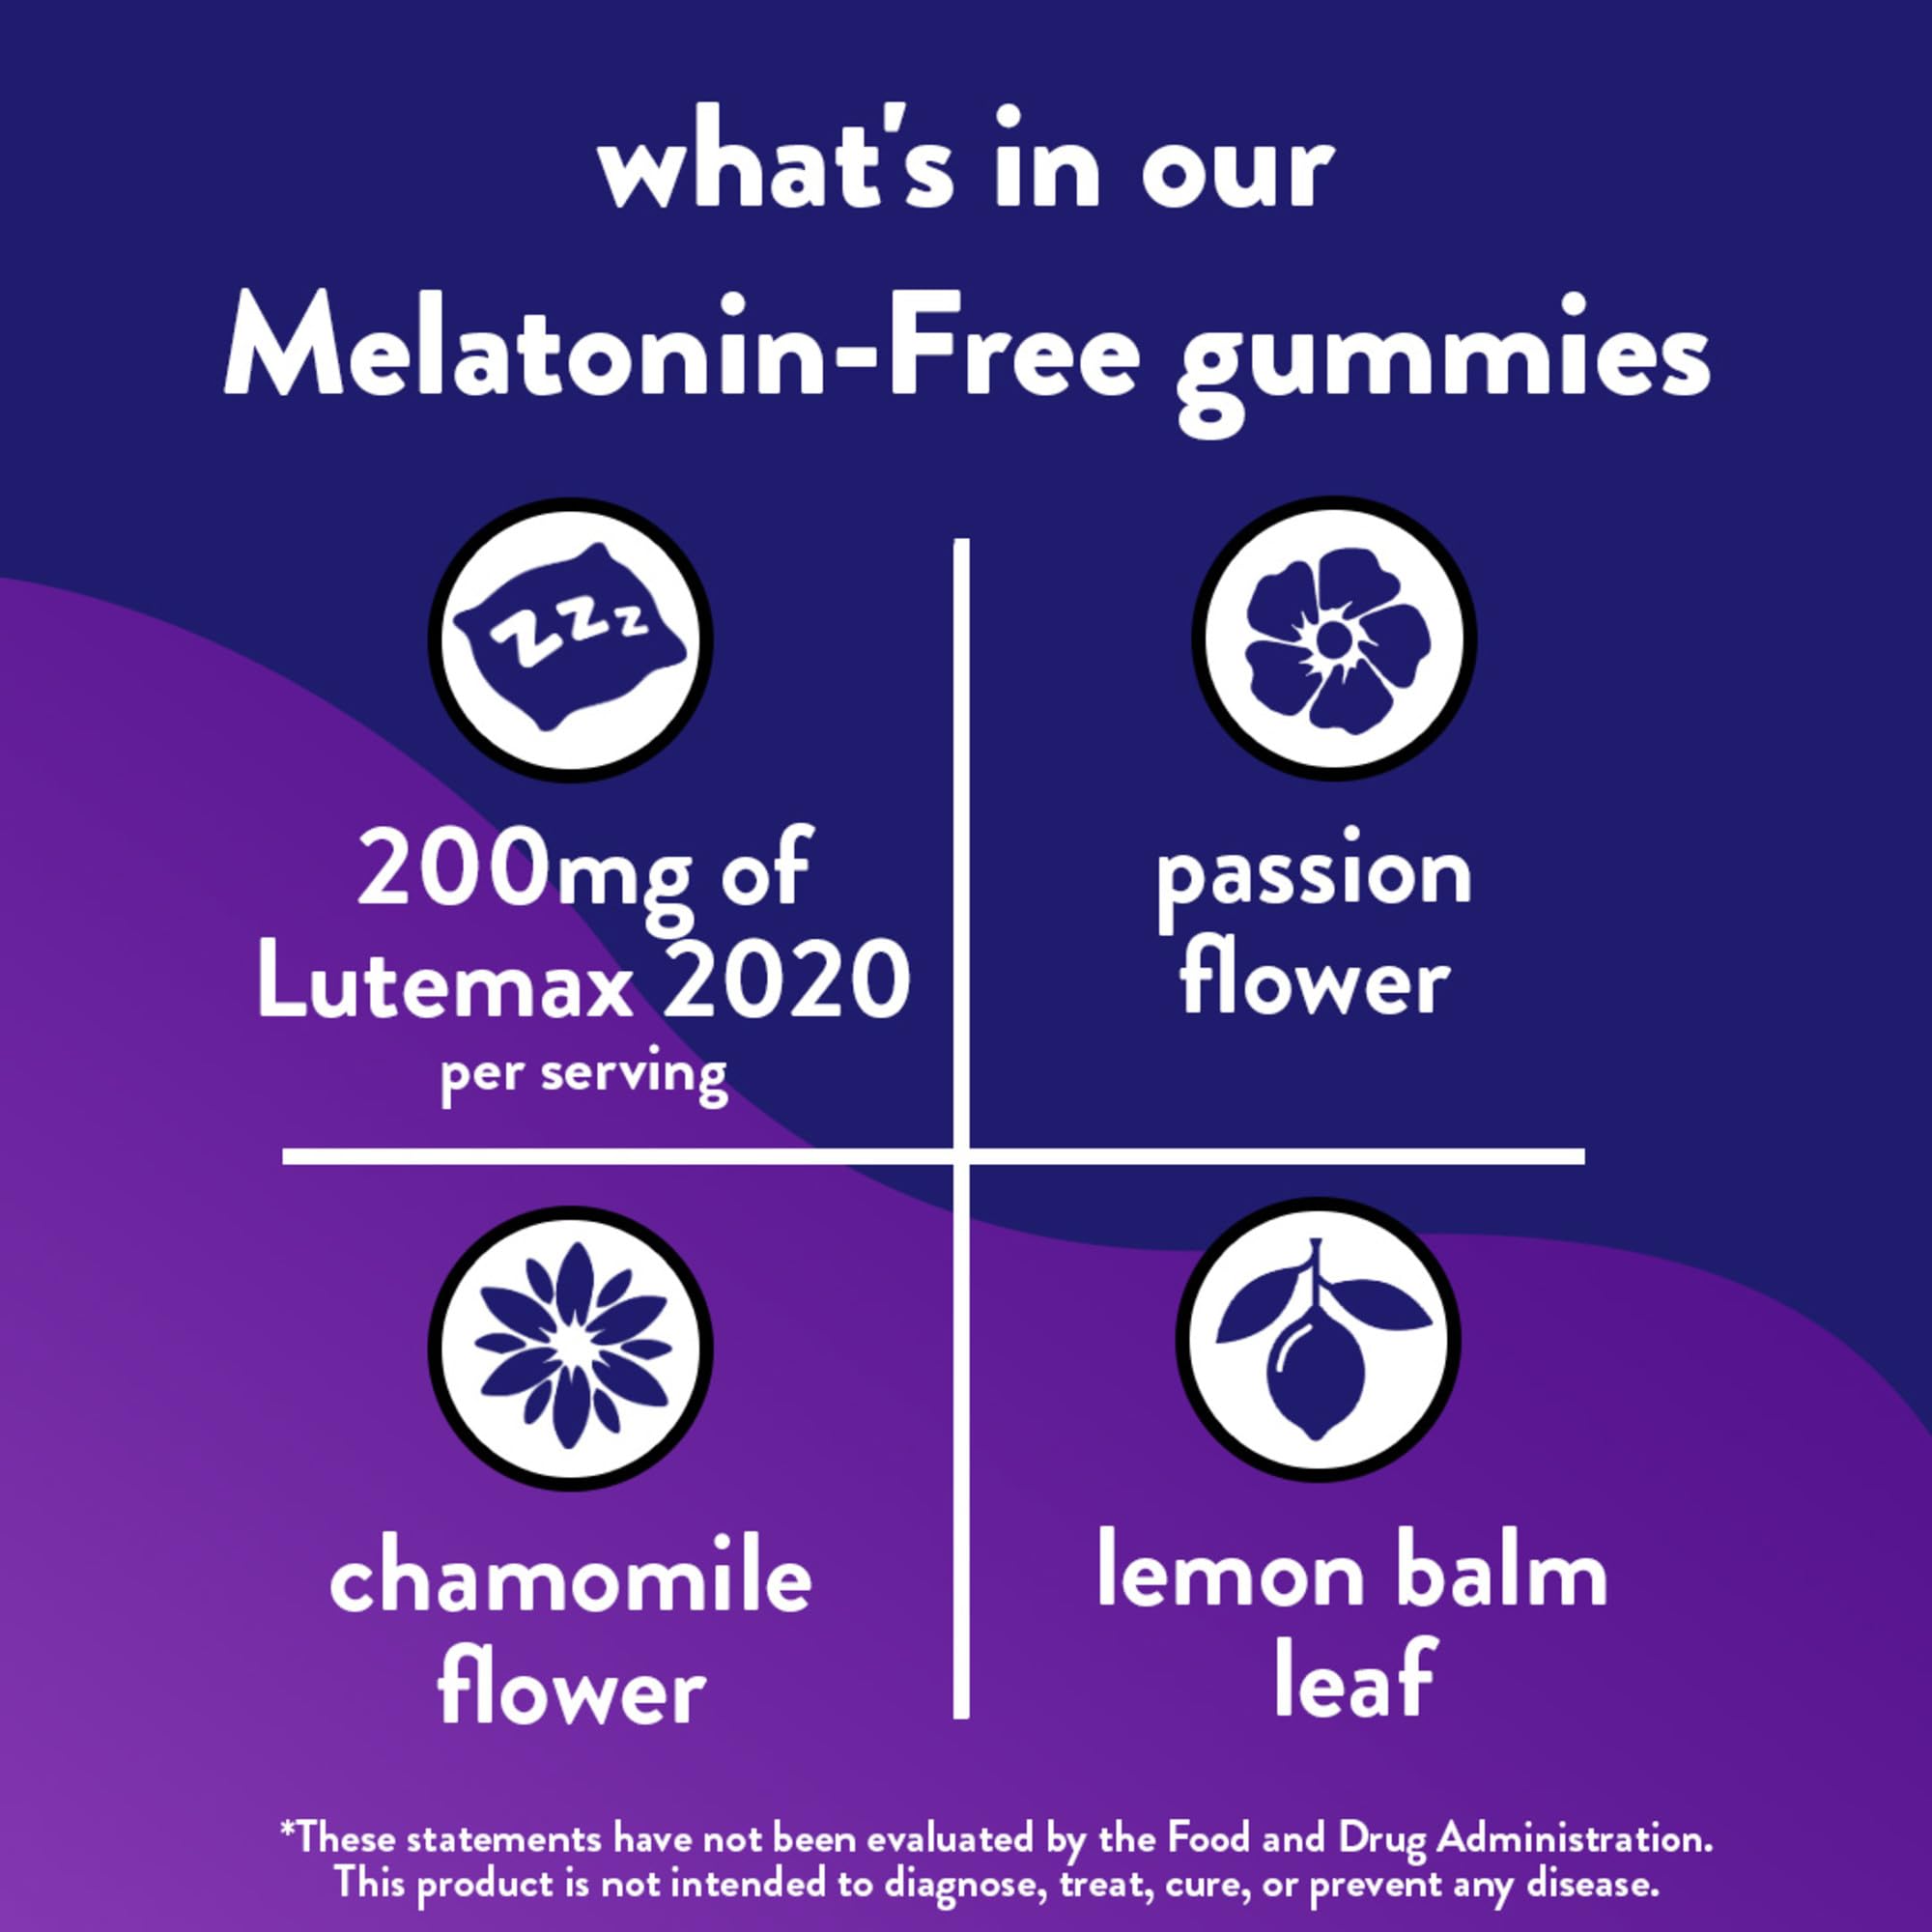 what's in our
Melatonin-Free gummies
zzz
200mg of
Lutemax 2020
per serving
passion
flower
chamomile
flower
lemon balm
leaf
*These statements have not been evaluated by the Food and Drug Administration.
This product is not intended to diagnose, treat, cure, or prevent any disease.